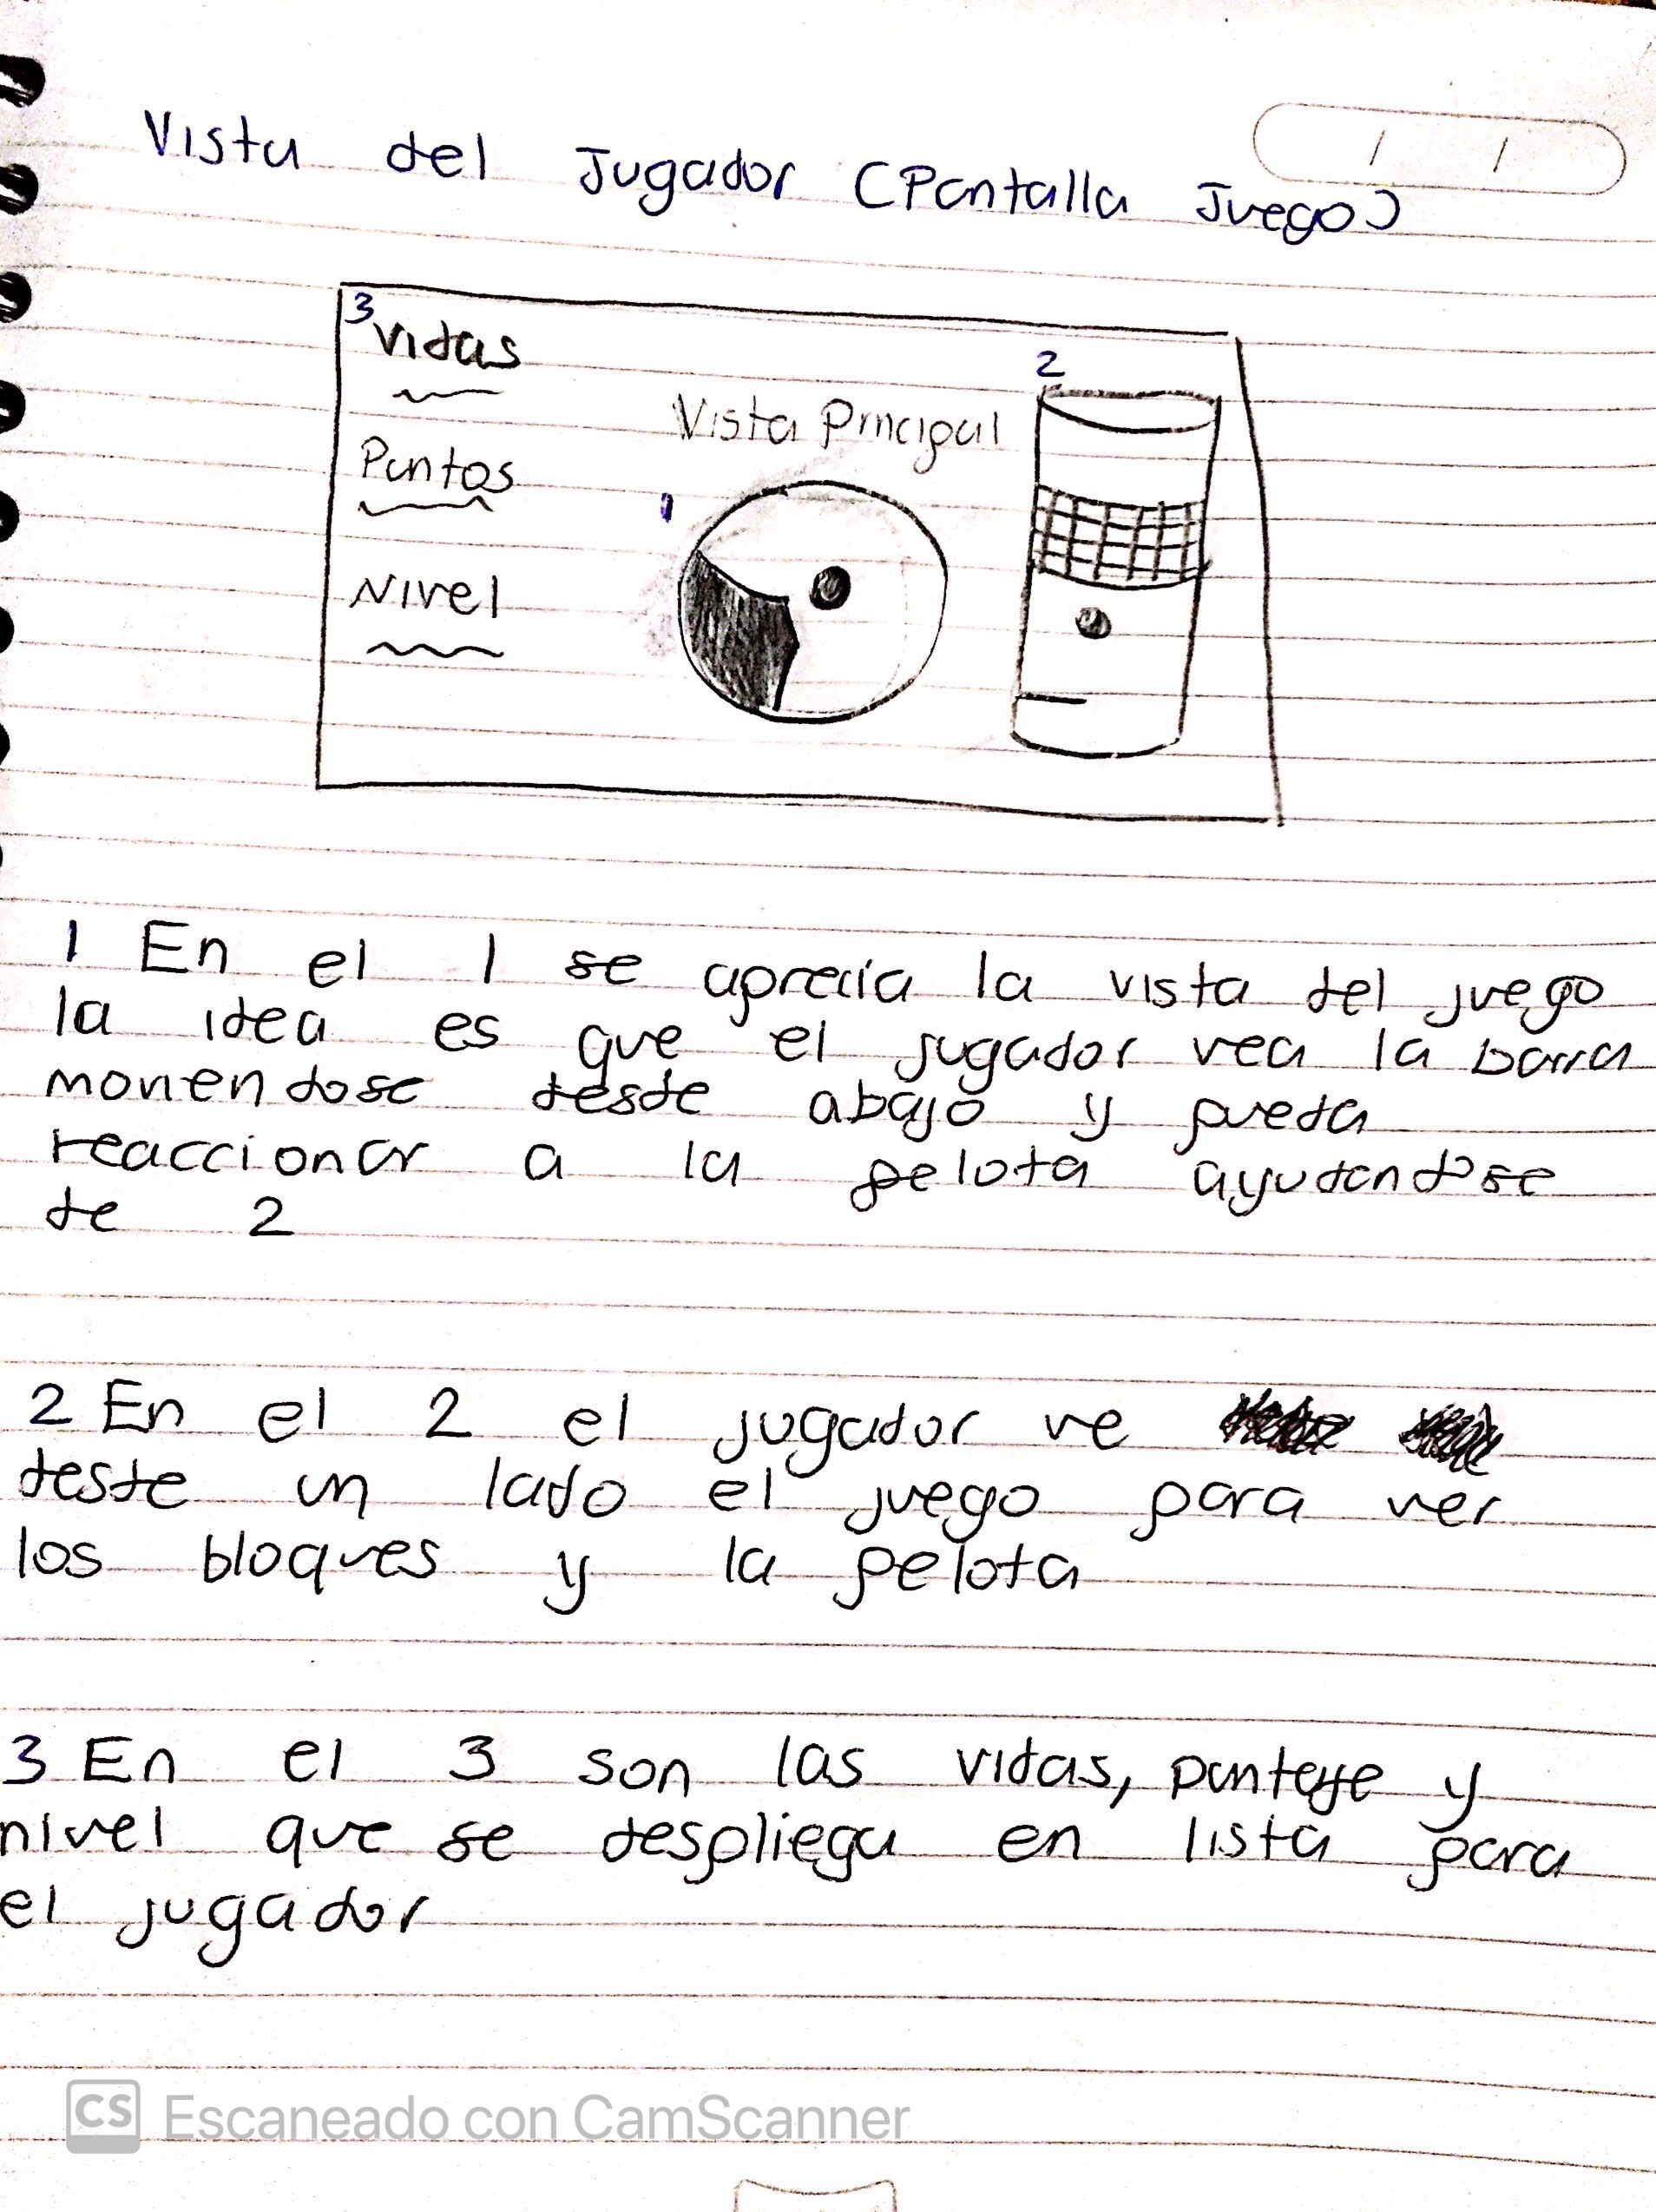 Vista del Jugador (Pantalla Juego)
3
Vidas
2
Vista Principal
Puntos
1
Nivel
1 En el 1 se aprecia la vista del juego
la idea es que el jugador vea la barra
moviendose desde abajo y pueda
reaccionar a la pelota ayudandose
de 2
2 En el 2 el jugador ve
desde un lado el juego para ver
los bloques y la pelota
3 En el 3 son las vidas, puntaje y
nivel que se despliega en lista para
el jugador
CS Escaneado con CamScanner